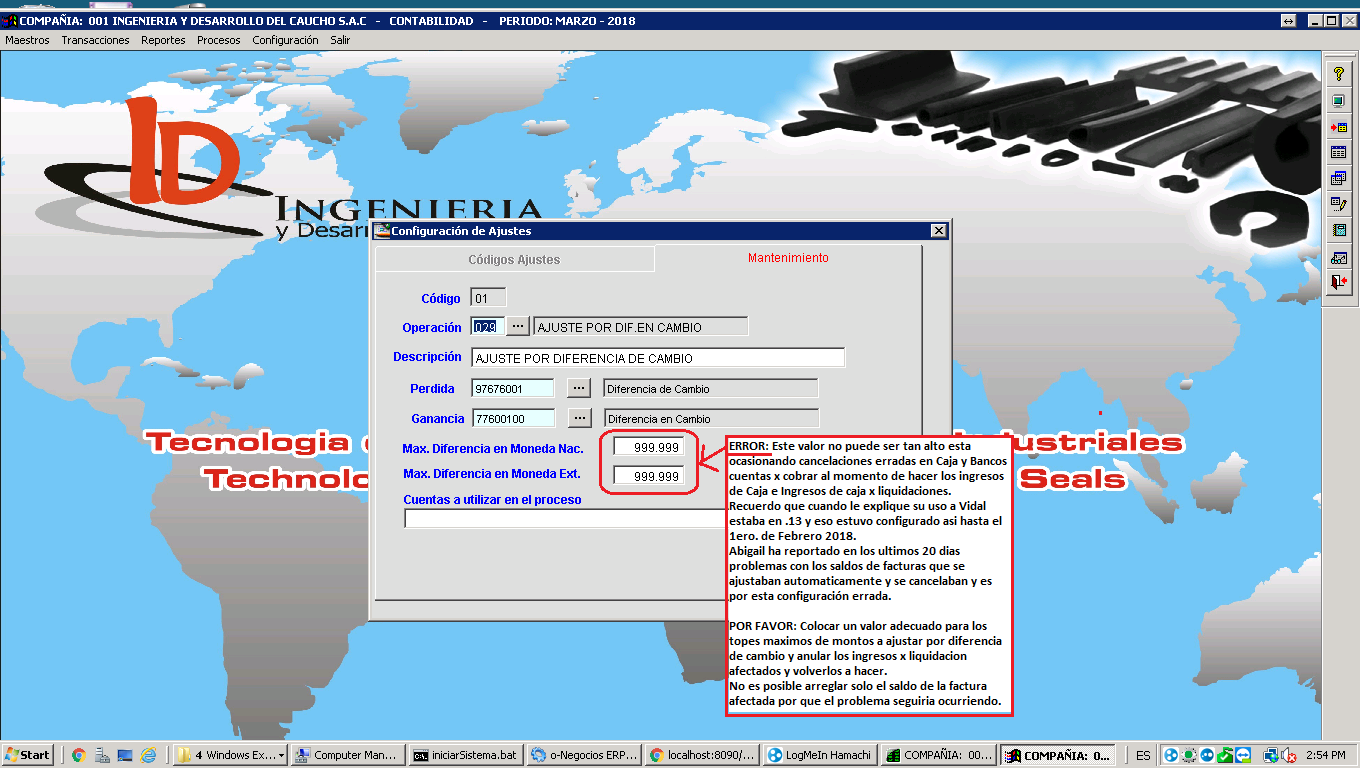 COMPAÑIA: 001 INGENIERIA Y DESARROLLO DEL CAUCHO S.A.C - CONTABILIDAD - PERIODO: MARZO - 2018
Maestros Transacciones Reportes Procesos Configuración Salir
ID
INGENIERIA
y Desar
Configuración de Ajustes
Códigos Ajustes Mantenimiento
Código 01
Operación 029 ... AJUSTE POR DIF.EN CAMBIO
Descripción AJUSTE POR DIFERENCIA DE CAMBIO
Perdida 97676001 ... Diferencia de Cambio
Ganancia 77600100 ... Diferencia en Cambio
Max. Diferencia en Moneda Nac. 999.999
Max. Diferencia en Moneda Ext. 999.999
Cuentas a utilizar en el proceso
Tecnologia
ndustriales
Technolo
Seals
ERROR: Este valor no puede ser tan alto esta
ocasionando cancelaciones erradas en Caja y Bancos
cuentas x cobrar al momento de hacer los ingresos
de Caja e Ingresos de caja x liquidaciones.
Recuerdo que cuando le explique su uso a Vidal
estaba en .13 y eso estuvo configurado asi hasta el
1ero. de Febrero 2018.
Abigail ha reportado en los ultimos 20 dias
problemas con los saldos de facturas que se
ajustaban automaticamente y se cancelaban y es
por esta configuración errada.
POR FAVOR: Colocar un valor adecuado para los
topes maximos de montos a ajustar por diferencia
de cambio y anular los ingresos x liquidacion
afectados y volverlos a hacer.
No es posible arreglar solo el saldo de la factura
afectada por que el problema seguiria ocurriendo.
Start 4 Windows Ex... Computer Man... iniciarSistema.bat o-Negocios ERP... localhost:8090/... LogMeIn Hamachi COMPAÑÍA: 00... COMPAÑÍA: 0... ES 2:54 PM